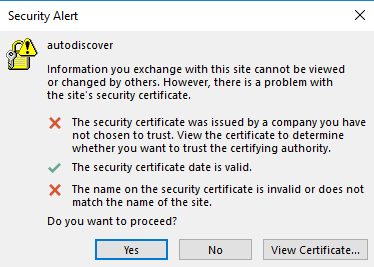 Security Alert
autodiscover
Information you exchange with this site cannot be viewed
or changed by others. However, there is a problem with
the site's security certificate.
The security certificate was issued by a company you have
not chosen to trust. View the certificate to determine
whether you want to trust the certifying authority.
The security certificate date is valid.
The name on the security certificate is invalid or does not
match the name of the site.
Do you want to proceed?
Yes No View Certificate...